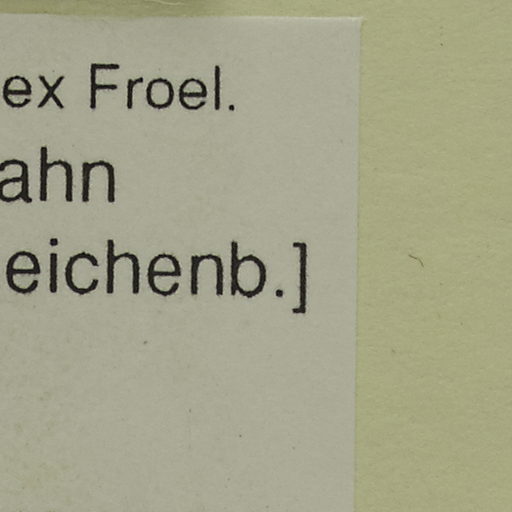 ex Froel.
ahn
eichenb.]